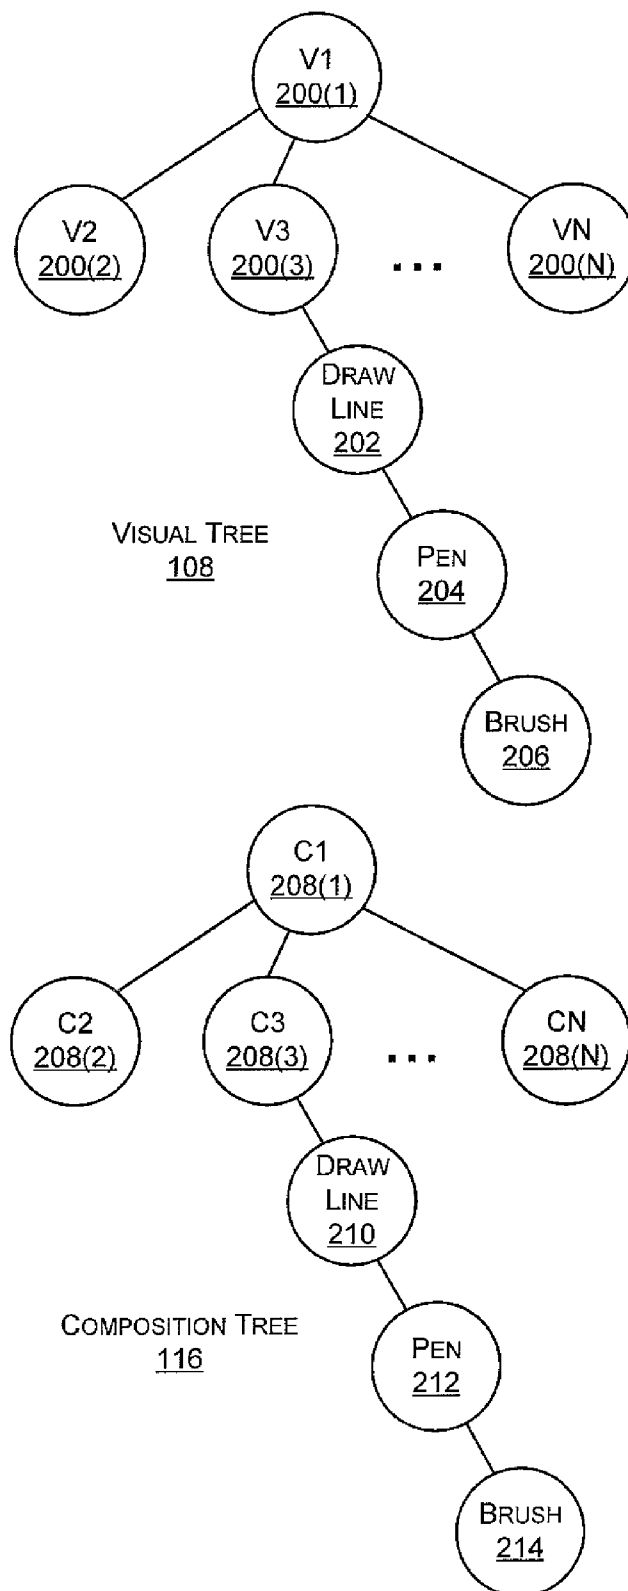 V1
200(1)
V2
200(2)
V3
200(3)
...
VN
200(N)
DRAW
LINE
202
VISUAL TREE
108
PEN
204
BRUSH
206
C1
208(1)
C2
208(2)
C3
208(3)
...
CN
208(N)
DRAW
LINE
210
COMPOSITION TREE
116
PEN
212
BRUSH
214